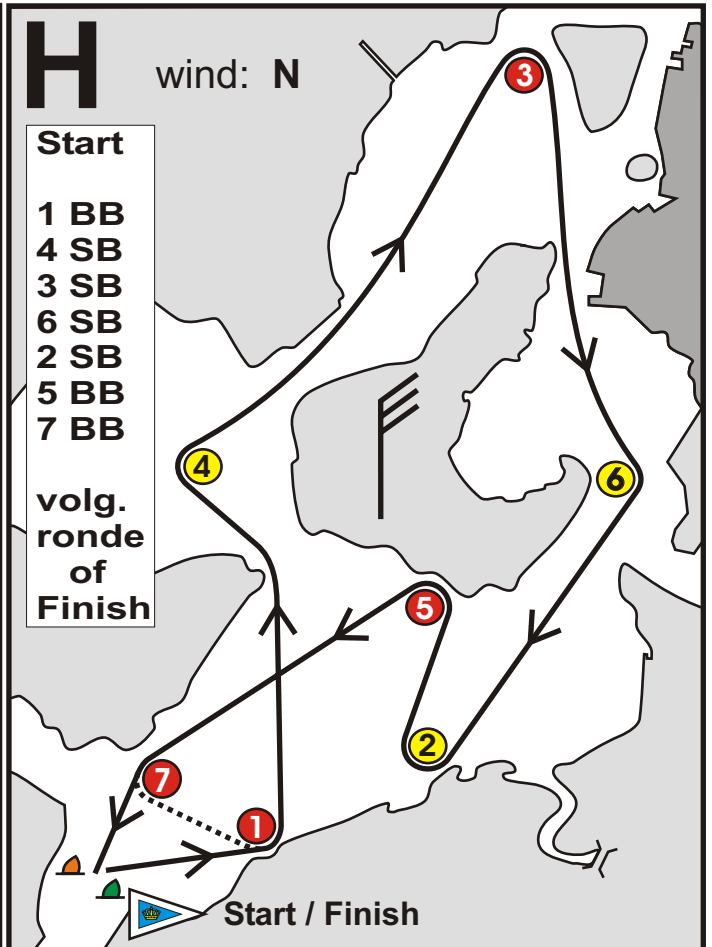 H
wind: N
Start
1 BB
4 SB
3 SB
6 SB
2 SB
5 BB
7 BB
volg.
ronde
of
Finish
3
4
6
5
2
7
1
Start / Finish